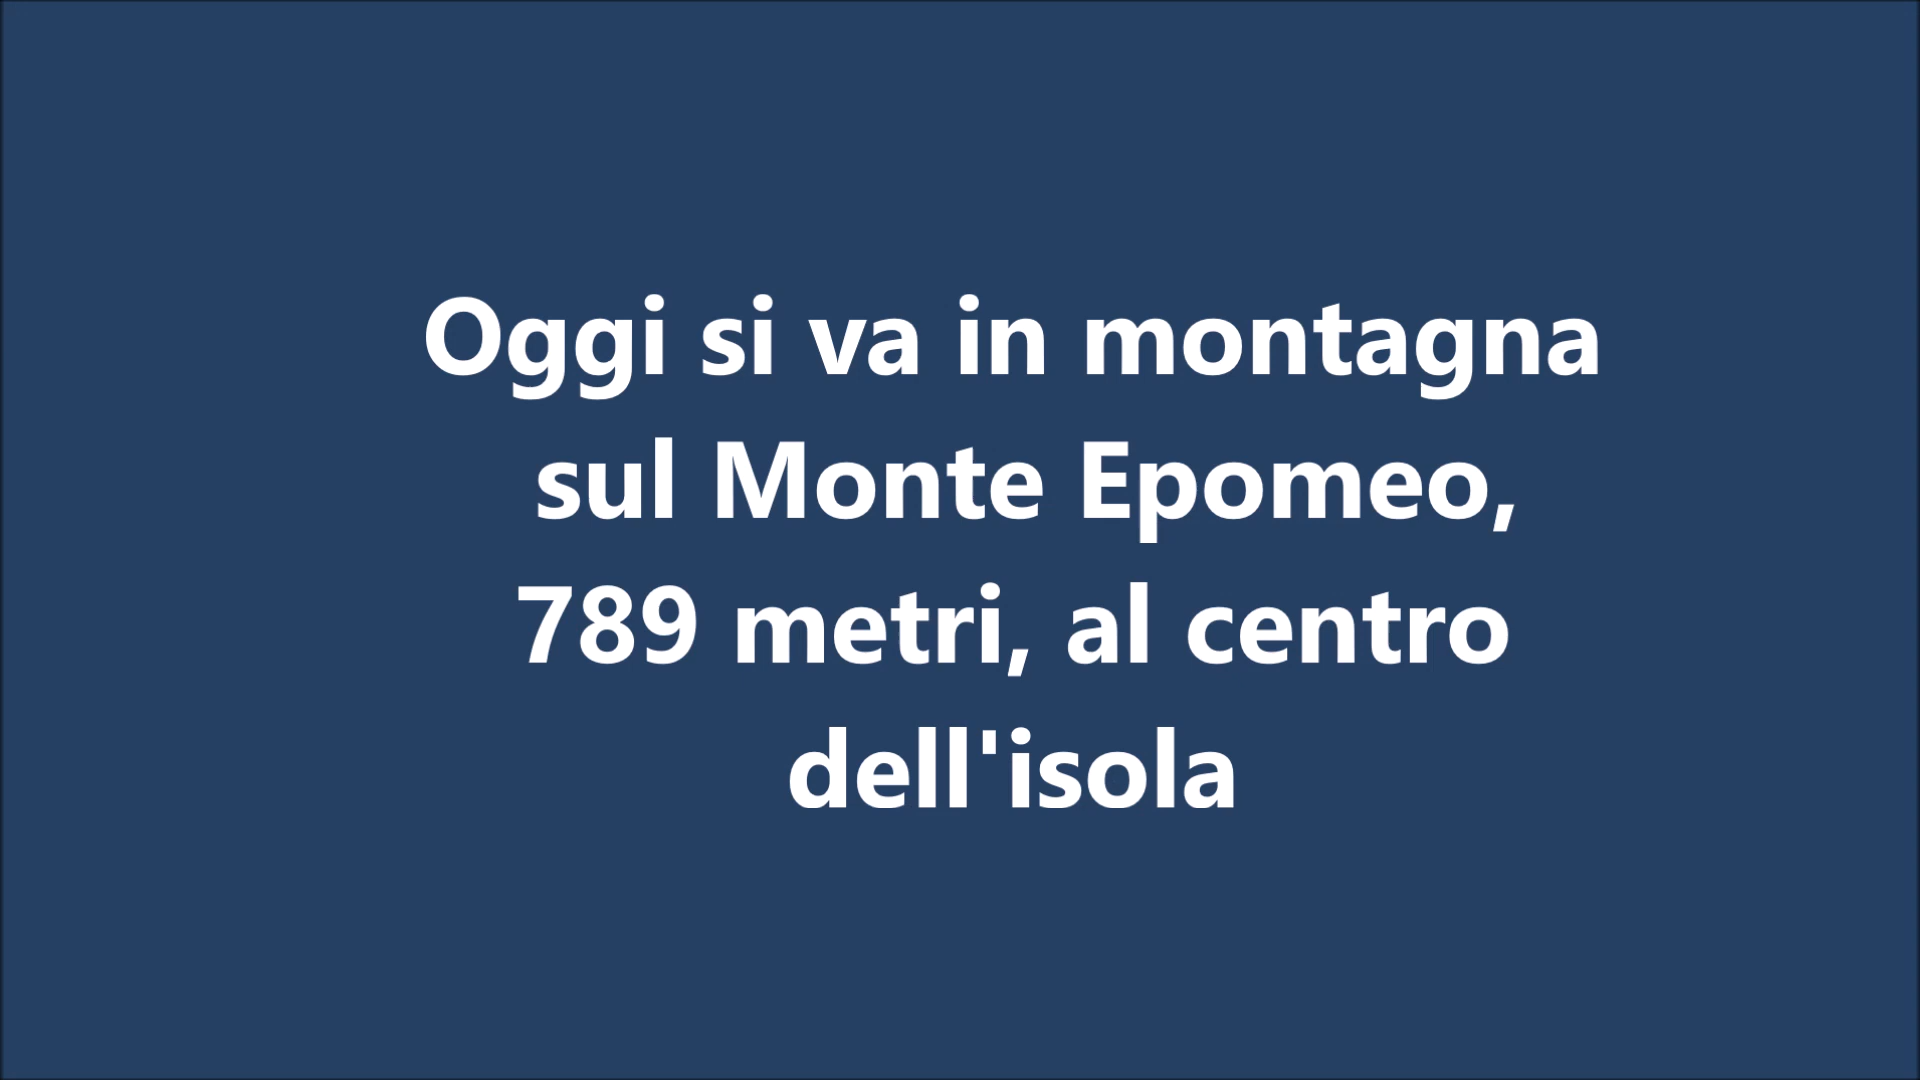 Oggi si va in montagna
sul Monte Epomeo,
789 metri, al centro
dell'isola